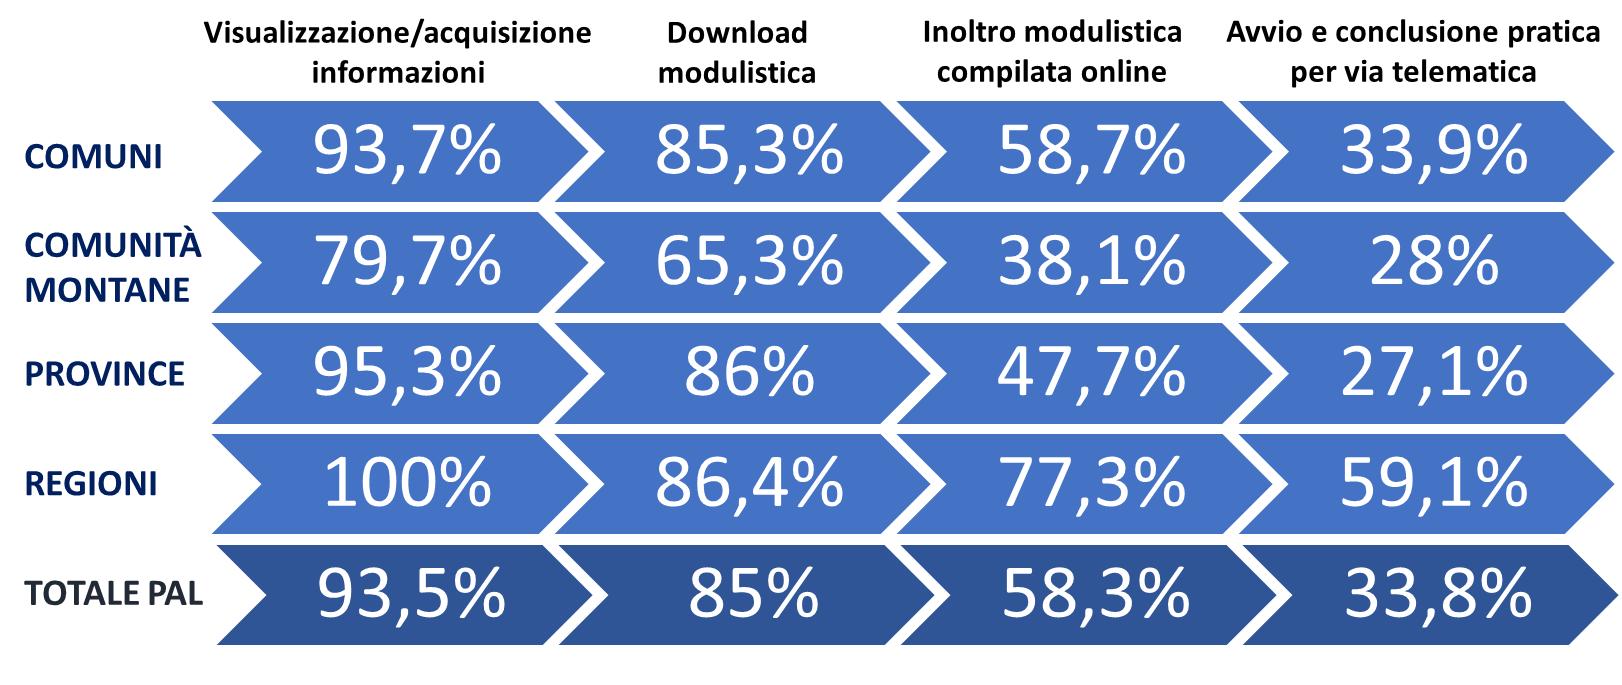 Visualizzazione/acquisizione
informazioni
Download
modulistica
Inoltro modulistica
compilata online
Avvio e conclusione pratica
per via telematica
COMUNI
93,7%
85,3%
58,7%
33,9%
COMUNITÀ
MONTANE
79,7%
65,3%
38,1%
28%
PROVINCE
95,3%
86%
47,7%
27,1%
REGIONI
100%
86,4%
77,3%
59,1%
TOTALE PAL
93,5%
85%
58,3%
33,8%